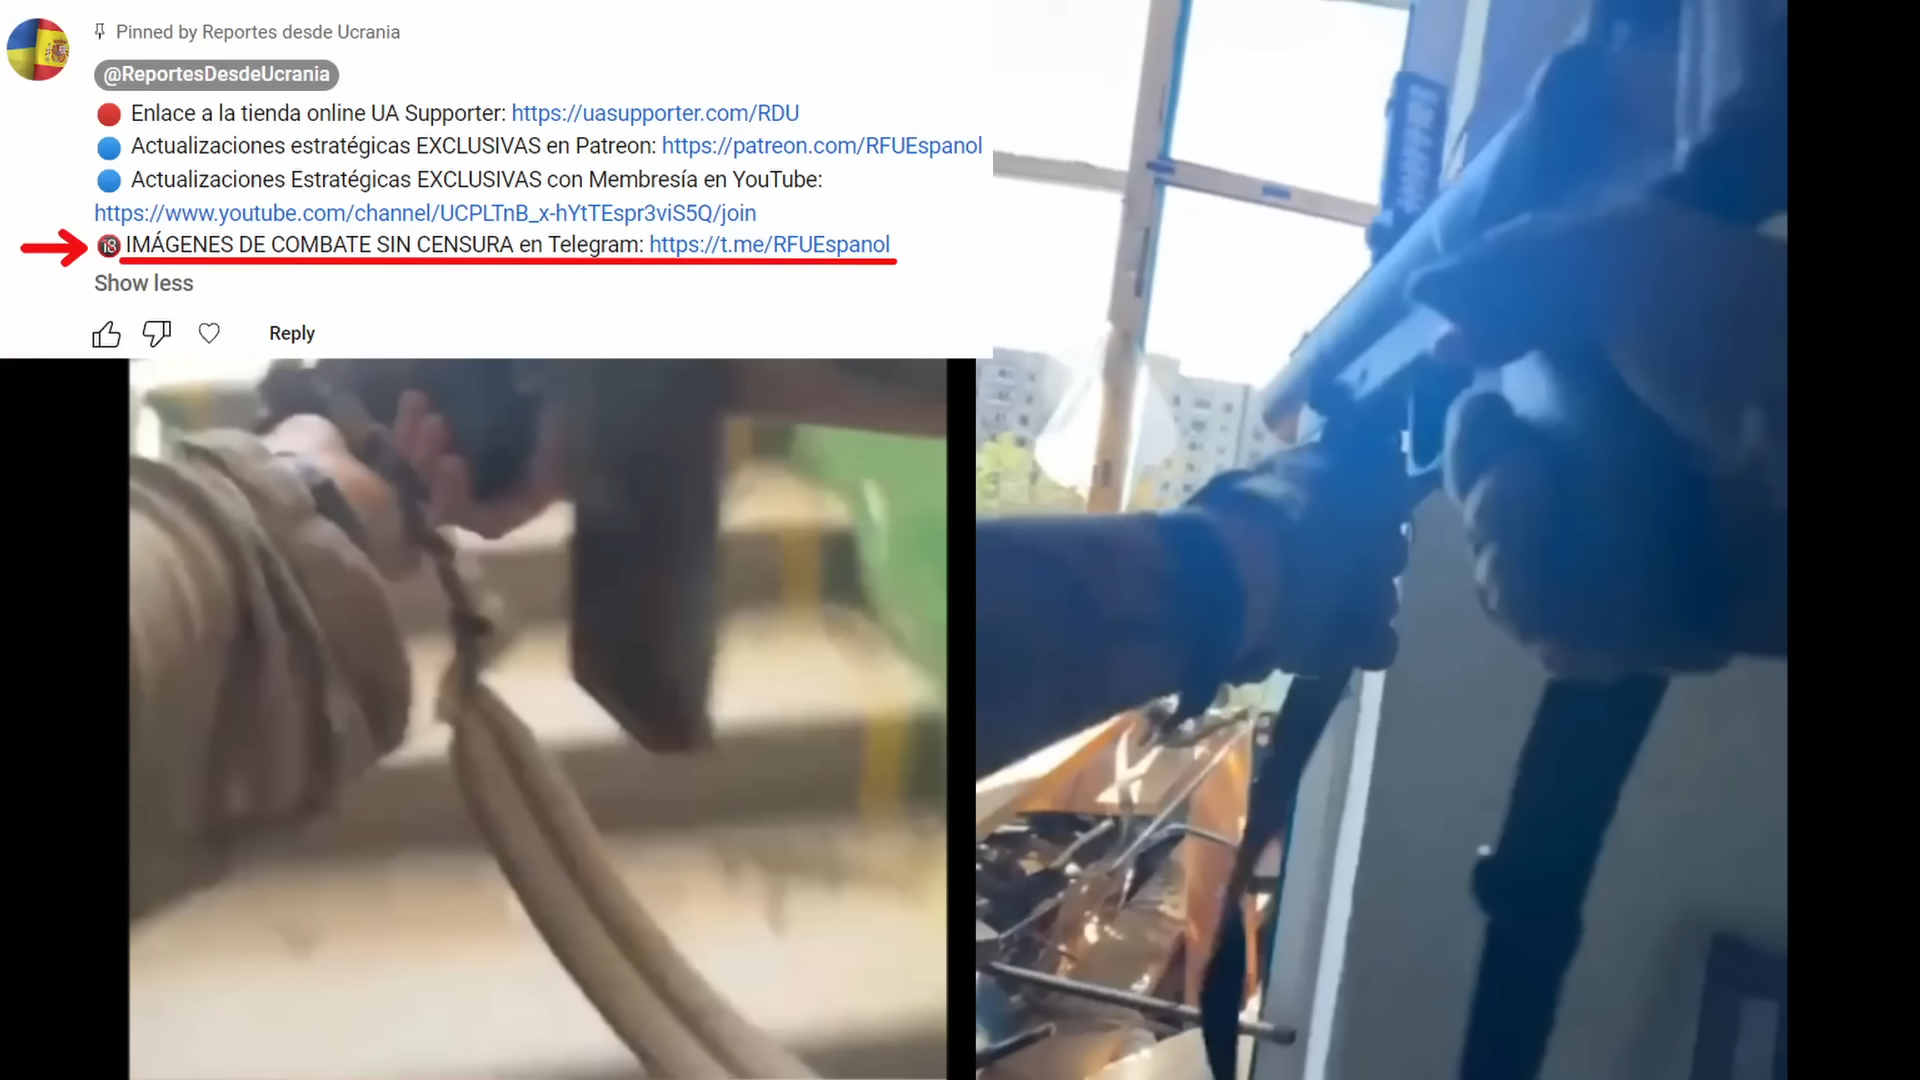 Pinned by Reportes desde Ucrania
@ReportesDesdeUcrania
Enlace a la tienda online UA Supporter: https://uasupporter.com/RDU
Actualizaciones estratégicas EXCLUSIVAS en Patreon: https://patreon.com/RFUEspanol
Actualizaciones Estratégicas EXCLUSIVAS con Membresía en YouTube:
https://www.youtube.com/channel/UCPLTnB_x-hYtTEspr3viS5Q/join
🔞 IMÁGENES DE COMBATE SIN CENSURA en Telegram: https://t.me/RFUEspanol
Show less
Reply